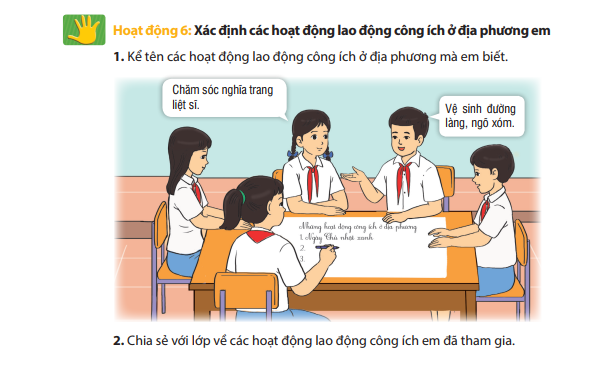 Hoạt động 6: Xác định các hoạt động lao động công ích ở địa phương em
1. Kể tên các hoạt động lao động công ích ở địa phương mà em biết.
Chăm sóc nghĩa trang
liệt sĩ.
Vệ sinh đường
làng, ngõ xóm.
Những hoạt động công ích ở địa phương
1. Ngày Chủ nhật xanh
2.
3.
2. Chia sẻ với lớp về các hoạt động lao động công ích em đã tham gia.